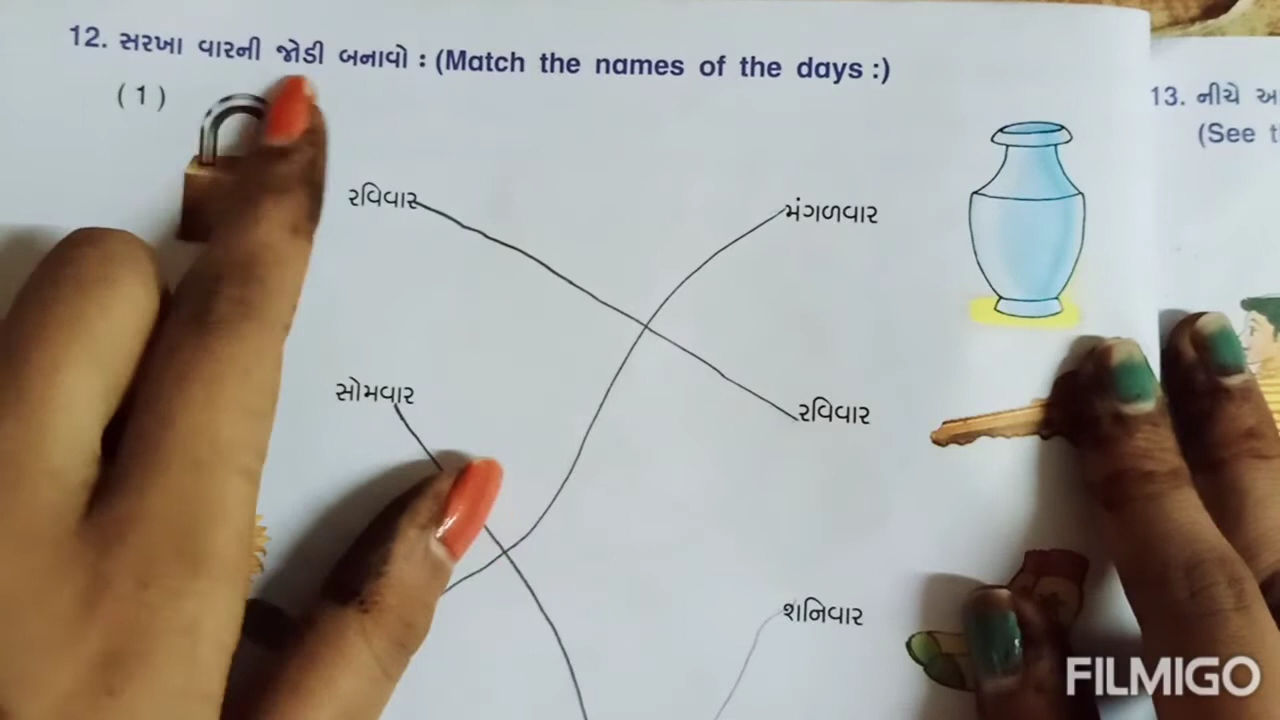 12. સરખા વારની જોડી બનાવો : (Match the names of the days :)
(1)
રવિવાર
મંગળવાર
સોમવાર
રવિવાર
શનિવાર
13. નીચે
(See
FILMIGO